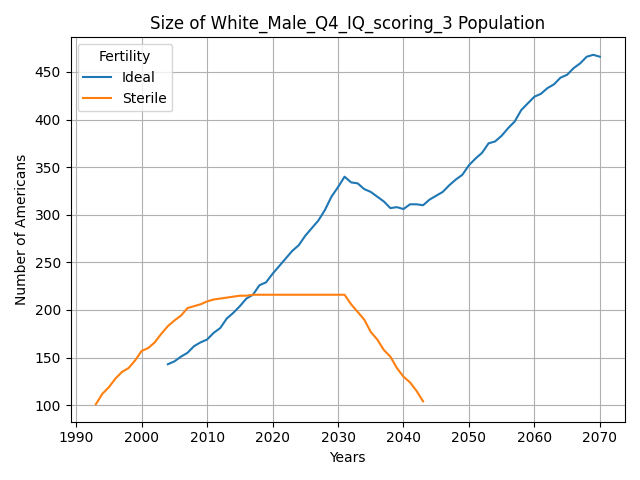 Size of White_Male_Q4_IQ_scoring_3 Population
Fertility
Ideal
Sterile
Number of Americans
450
400
350
300
250
200
150
100
1990 2000 2010 2020 2030 2040 2050 2060 2070
Years